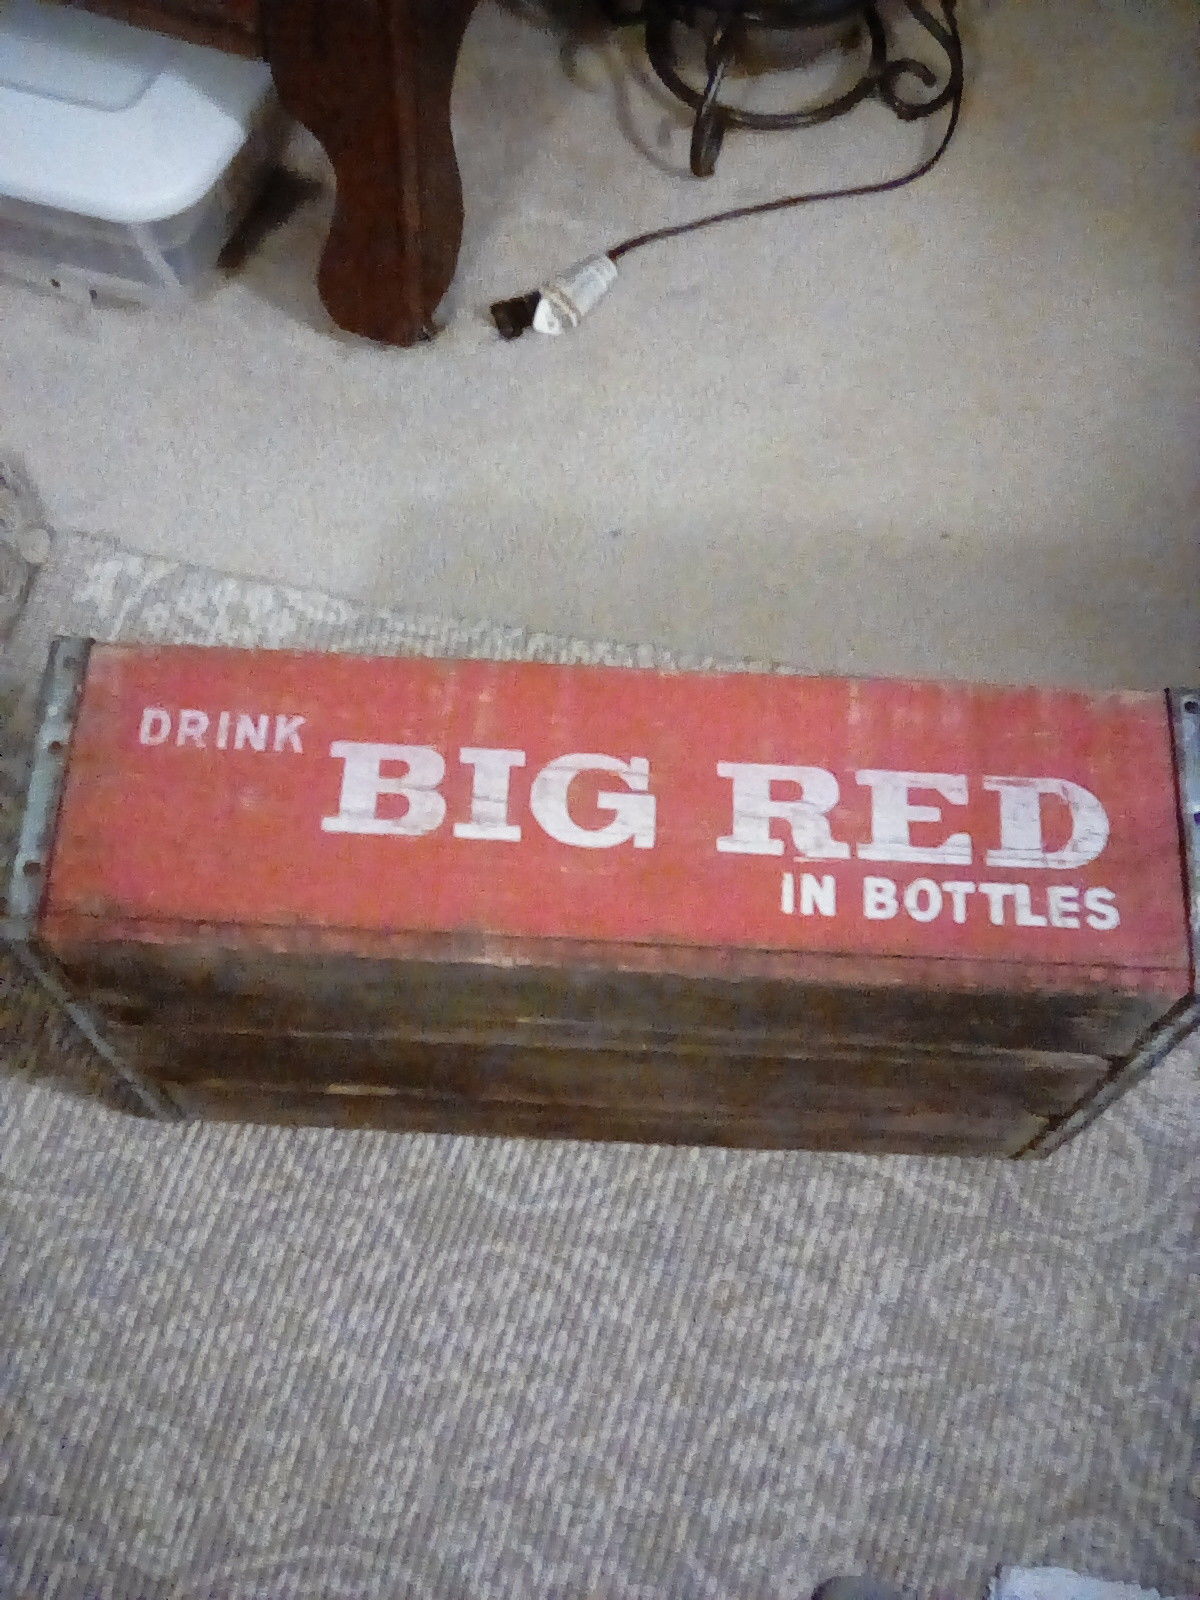 DRINK
BIG RED
IN BOTTLES